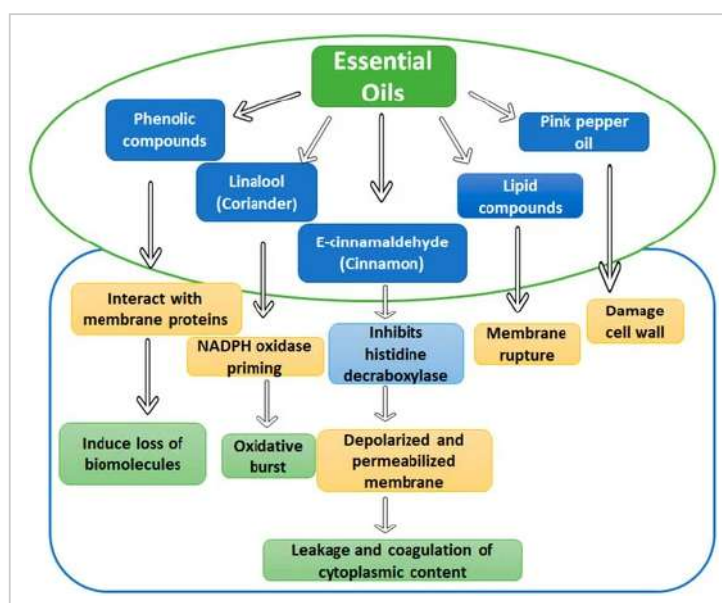 Essential
Oils
Phenolic
compounds
Pink pepper
oil
Linalool
(Coriander)
Lipid
compounds
E-cinnamaldehyde
(Cinnamon)
Interact with
membrane proteins
Damage
cell wall
NADPH oxidase
priming
Inhibits
histidine
decraboxylase
Membrane
rupture
Induce loss of
biomolecules
Oxidative
burst
Depolarized and
permeabilized
membrane
Leakage and coagulation of
cytoplasmic content